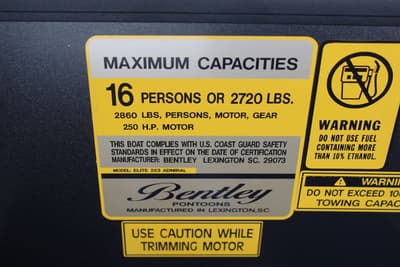 MAXIMUM CAPACITIES
16 PERSONS OR 2720 LBS.
2860 LBS, PERSONS, MOTOR, GEAR
250 H.P. MOTOR
THIS BOAT COMPLIES WITH U.S. COAST GUARD SAFETY
STANDARDS IN EFFECT ON THE DATE OF CERTIFICATION
MANUFACTURER: BENTLEY LEXINGTON SC. 29073
MODEL: ELITE 253 ADMIRAL
Bentley
PONTOONS
MANUFACTURED IN LEXINGTON, SC
USE CAUTION WHILE
TRIMMING MOTOR
WARNING
DO NOT USE FUEL
CONTAINING MORE
THAN 10% ETHANOL.
WARNIN
DO NOT EXCEED 10
TOWING CAPAC